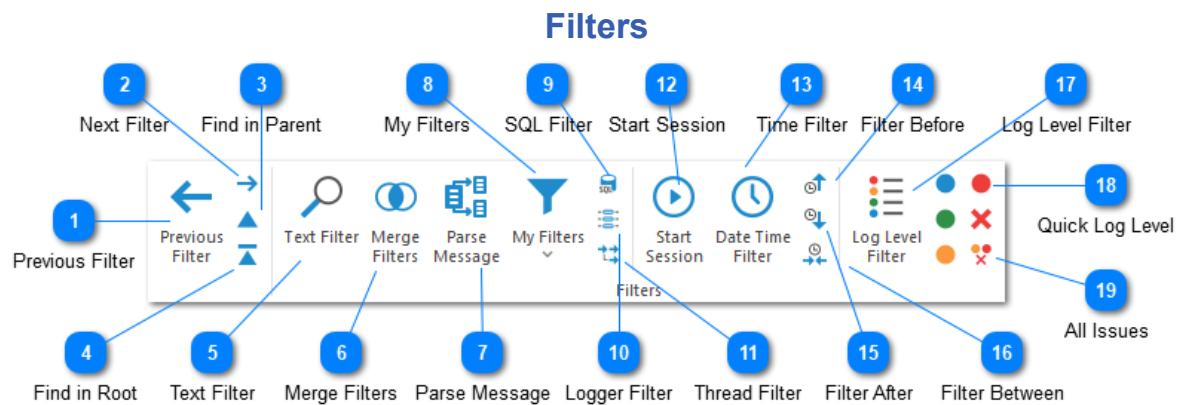 Filters
2 3 8 9 12 13 14 17
Next Filter Find in Parent My Filters SQL Filter Start Session Time Filter Filter Before Log Level Filter
SQL
18
Quick Log Level
1
Previous Filter
Previous
Filter
Text Filter
Merge
Filters
Parse
Message
My Filters
Start
Session
Date Time
Filter
Log Level
Filter
Filters
19
All Issues
4 5 6 7 10 11 15 16
Find in Root Text Filter Merge Filters Parse Message Logger Filter Thread Filter Filter After Filter Between